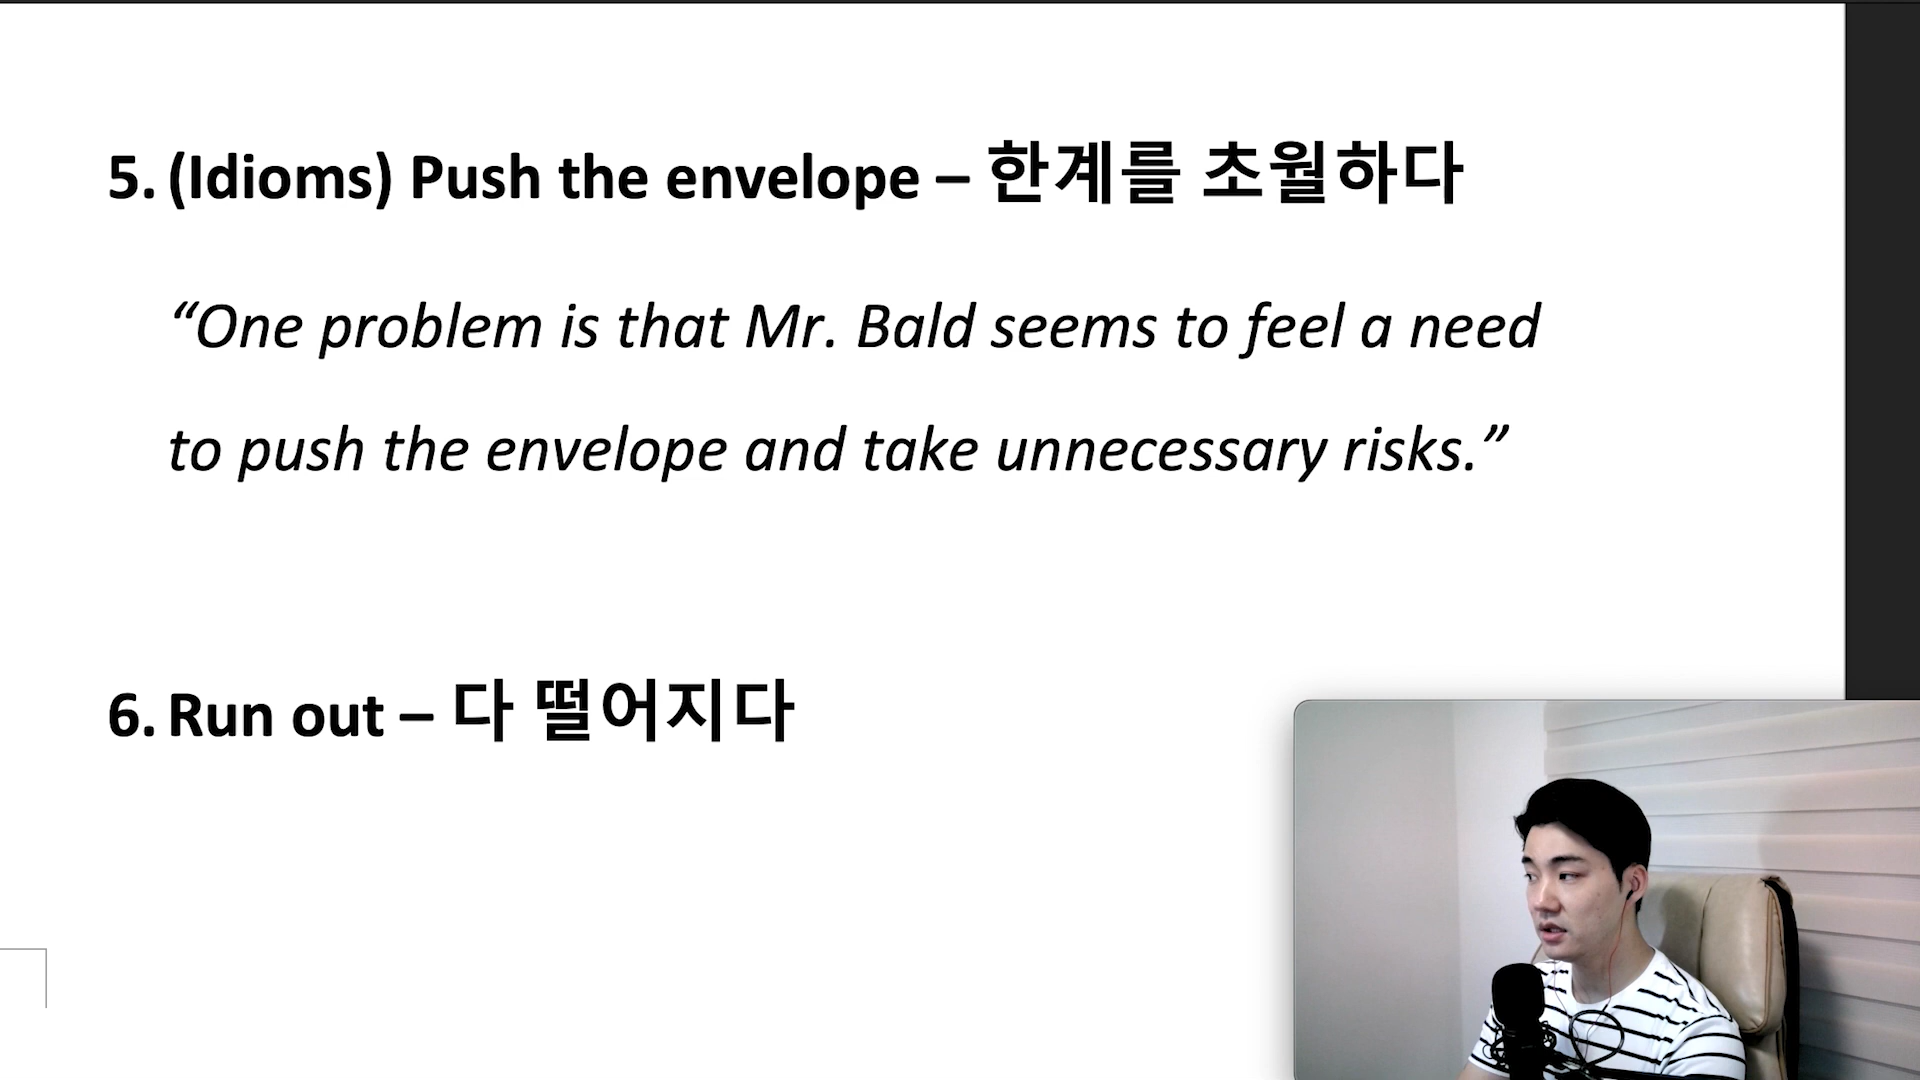 5. (Idioms) Push the envelope – 한계를 초월하다
“One problem is that Mr. Bald seems to feel a need
to push the envelope and take unnecessary risks.”
6. Run out – 다 떨어지다